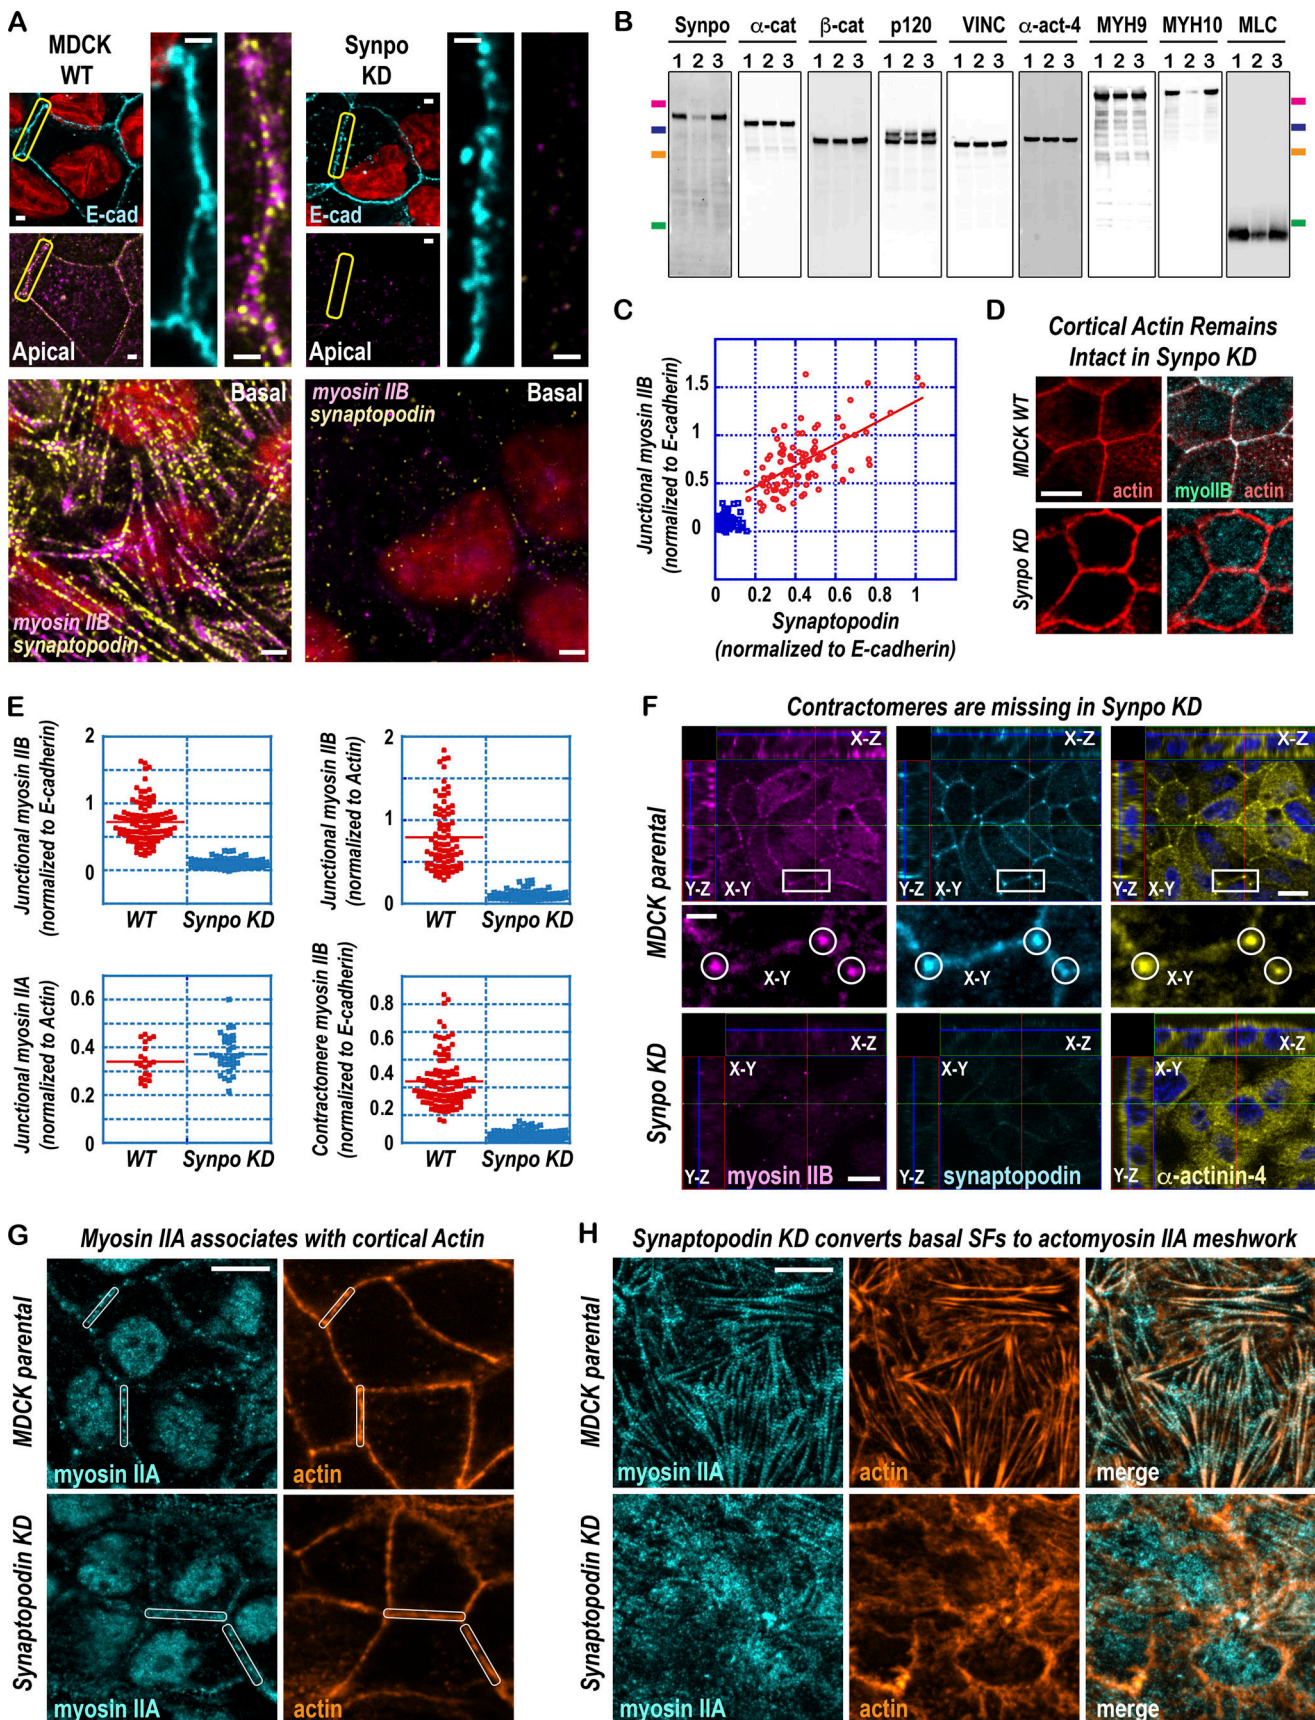 A
MDCK
WT
E-cad
Apical
Synpo
KD
E-cad
Apical
Basal
myosin IIB
synaptopodin
myosin IIB
synaptopodin
Basal
B
Synpo α-cat β-cat p120 VINC α-act-4 MYH9 MYH10 MLC
1 2 3 1 2 3 1 2 3 1 2 3 1 2 3 1 2 3 1 2 3 1 2 3 1 2 3
C
Junctional myosin IIB
(normalized to E-cadherin)
1.5
1
0.5
0
0 0.2 0.4 0.6 0.8 1
Synaptopodin
(normalized to E-cadherin)
D
Cortical Actin Remains
Intact in Synpo KD
MDCK WT
actin
myoIIB actin
Synpo KD
E
Junctional myosin IIB
(normalized to E-cadherin)
2
1
0
WT Synpo KD
Junctional myosin IIB
(normalized to Actin)
2
1
0
WT Synpo KD
Junctional myosin IIA
(normalized to Actin)
0.6
0.4
0.2
0
WT Synpo KD
Contractomere myosin IIB
(normalized to E-cadherin)
0.8
0.6
0.4
0.2
0
WT Synpo KD
F
Contractomeres are missing in Synpo KD
MDCK parental
X-Z X-Z X-Z
Y-Z X-Y Y-Z X-Y Y-Z X-Y
X-Y X-Y X-Y
Synpo KD
X-Z X-Z X-Z
X-Y X-Y X-Y
Y-Z myosin IIB Y-Z synaptopodin Y-Z α-actinin-4
G
Myosin IIA associates with cortical Actin
MDCK parental
myosin IIA actin
Synaptopodin KD
myosin IIA actin
H
Synaptopodin KD converts basal SFs to actomyosin IIA meshwork
MDCK parental
myosin IIA actin merge
Synaptopodin KD
myosin IIA actin merge